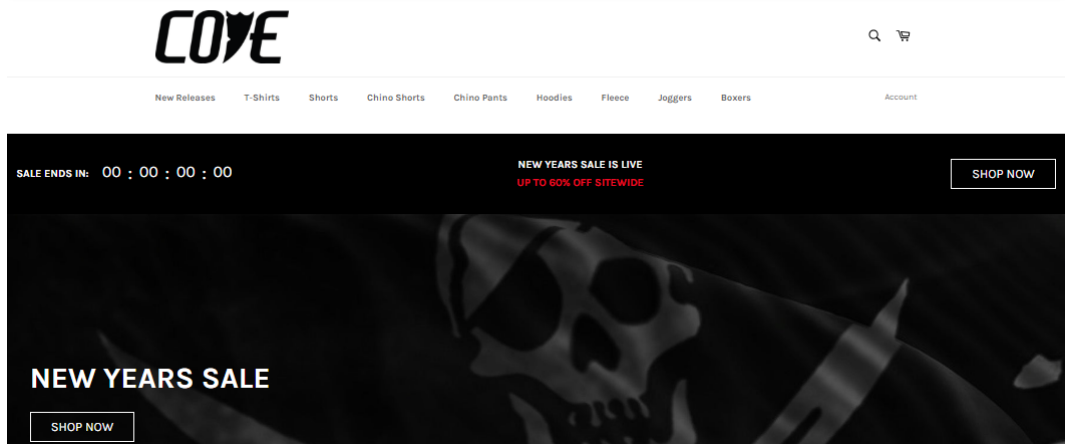 COVE
New Releases T-Shirts Shorts Chino Shorts Chino Pants Hoodies Fleece Joggers Boxers Account
SALE ENDS IN: 00 : 00 : 00 : 00
NEW YEARS SALE IS LIVE
UP TO 60% OFF SITEWIDE
SHOP NOW
NEW YEARS SALE
SHOP NOW